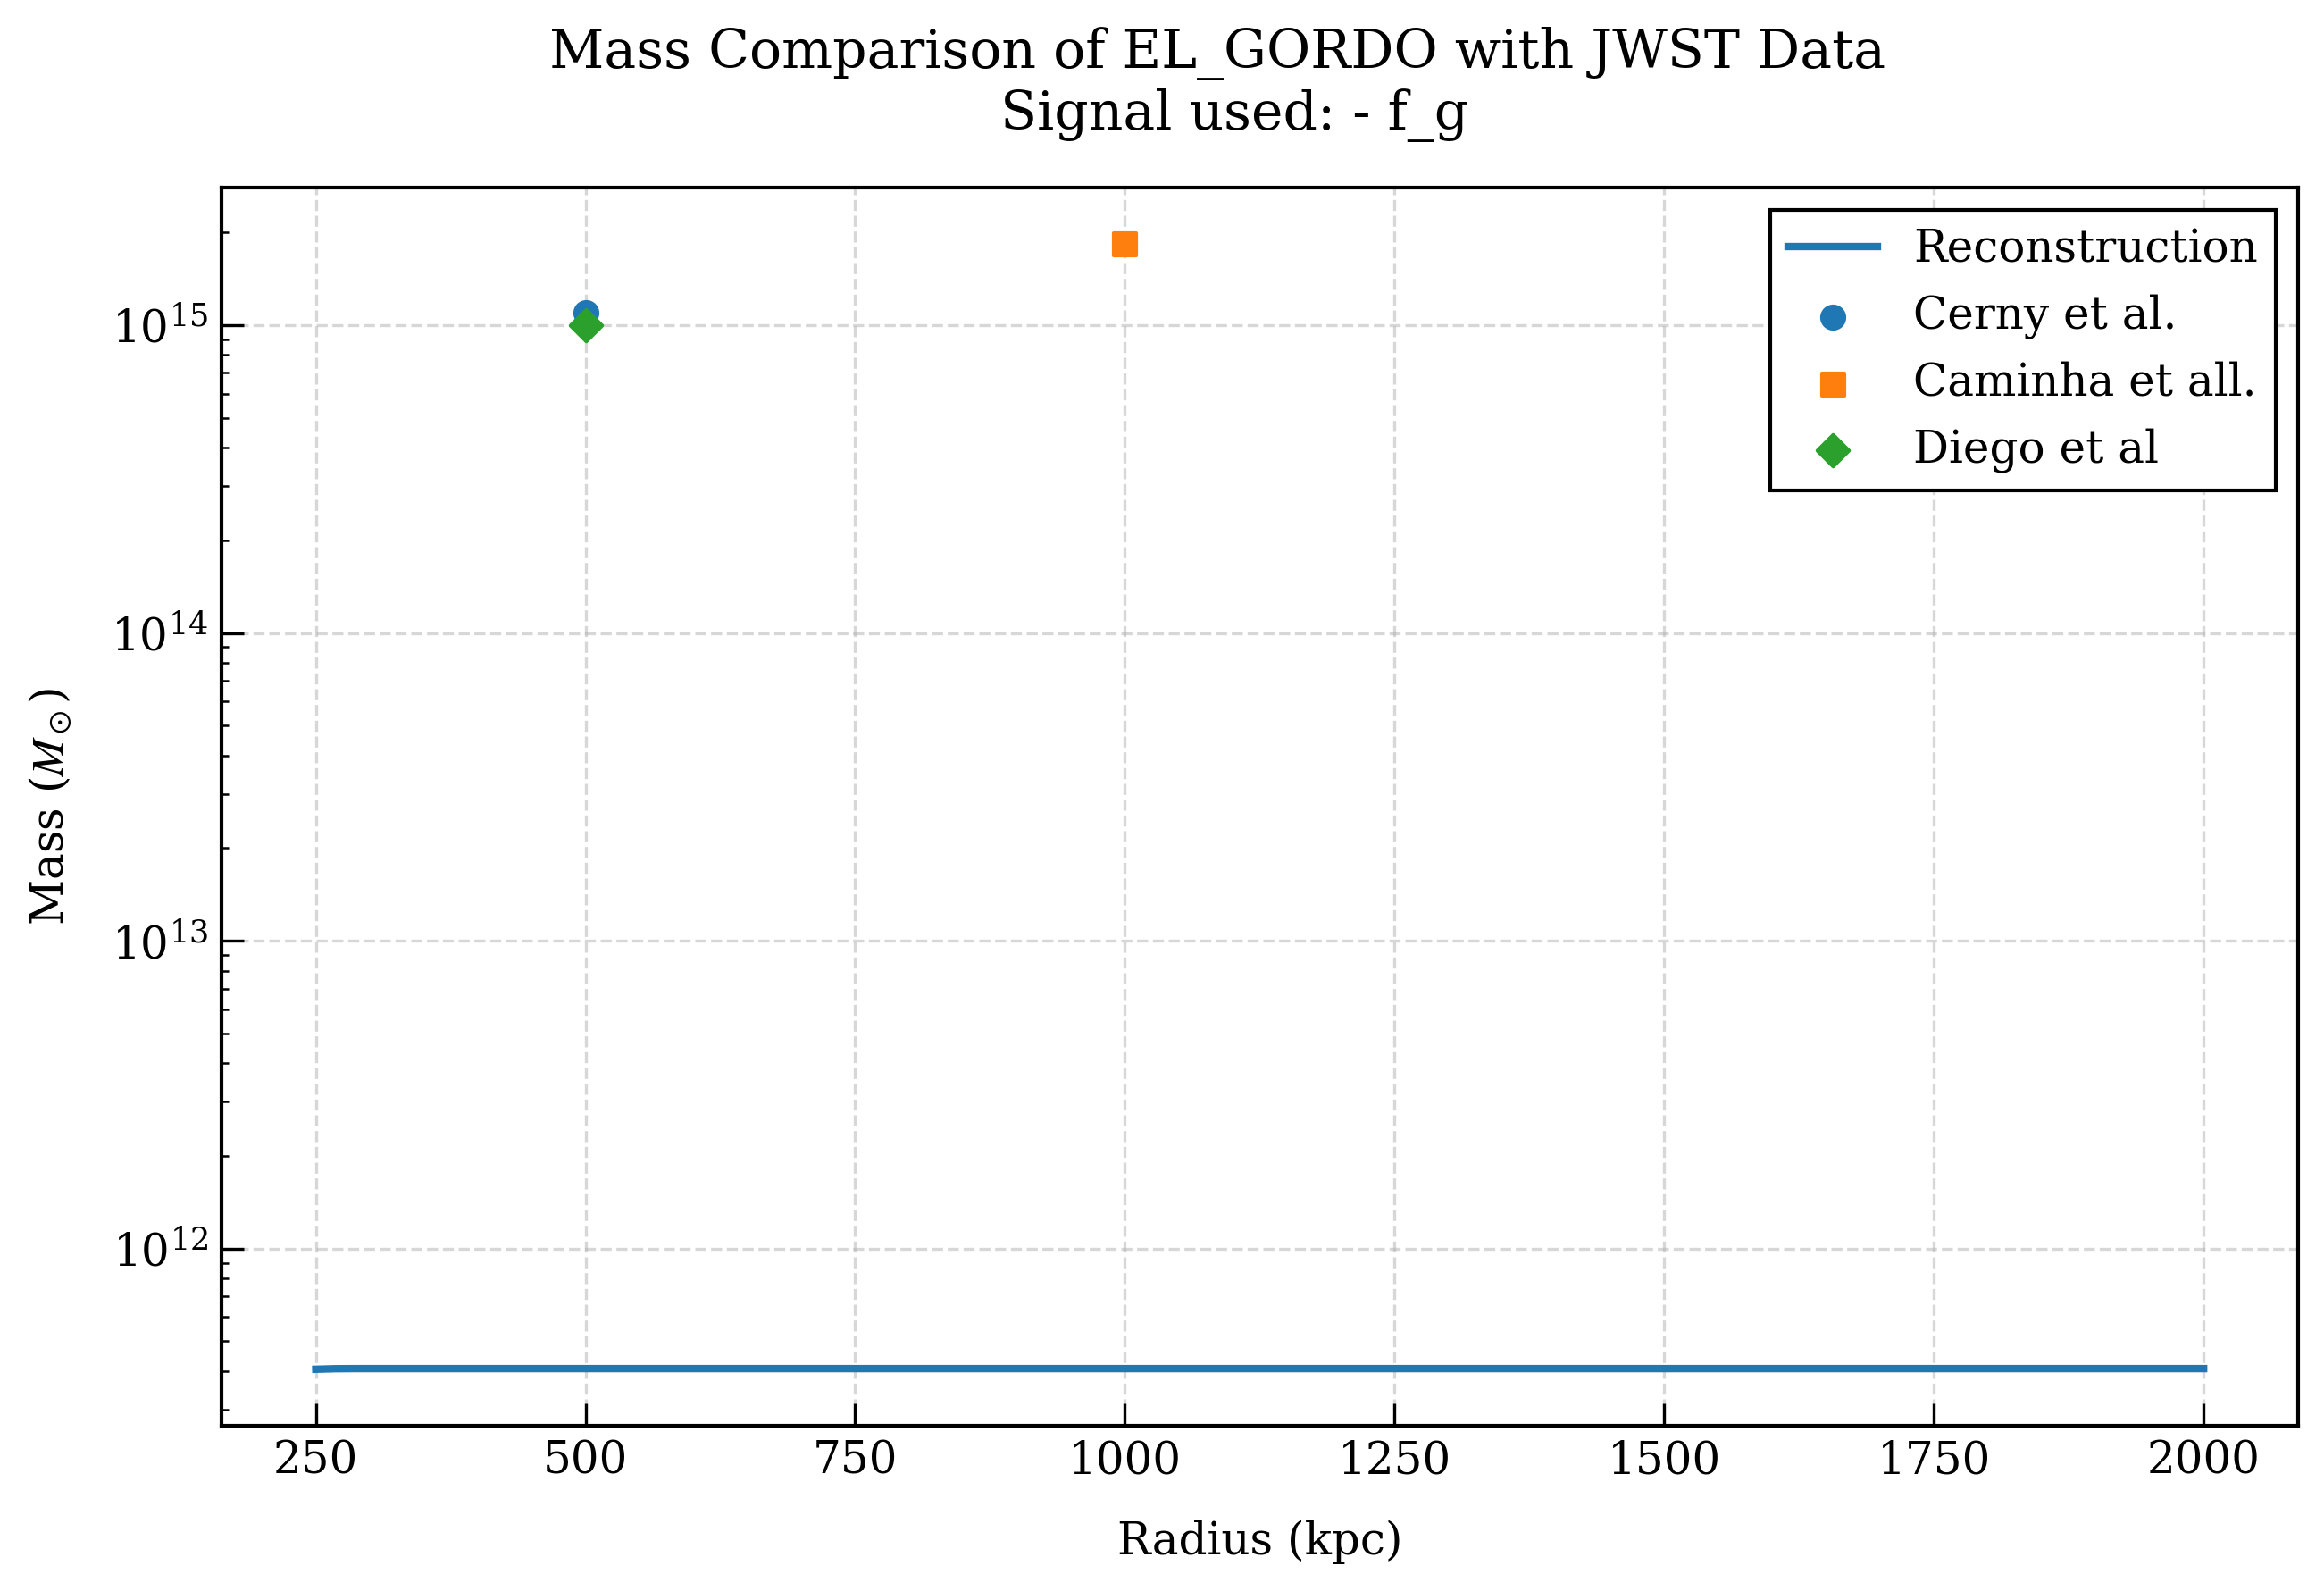 Mass Comparison of EL_GORDO with JWST Data
Signal used: - f_g
Reconstruction
Cerny et al.
Caminha et all.
Diego et al
10^15
10^14
10^13
10^12
Mass (M_⊙)
250 500 750 1000 1250 1500 1750 2000
Radius (kpc)